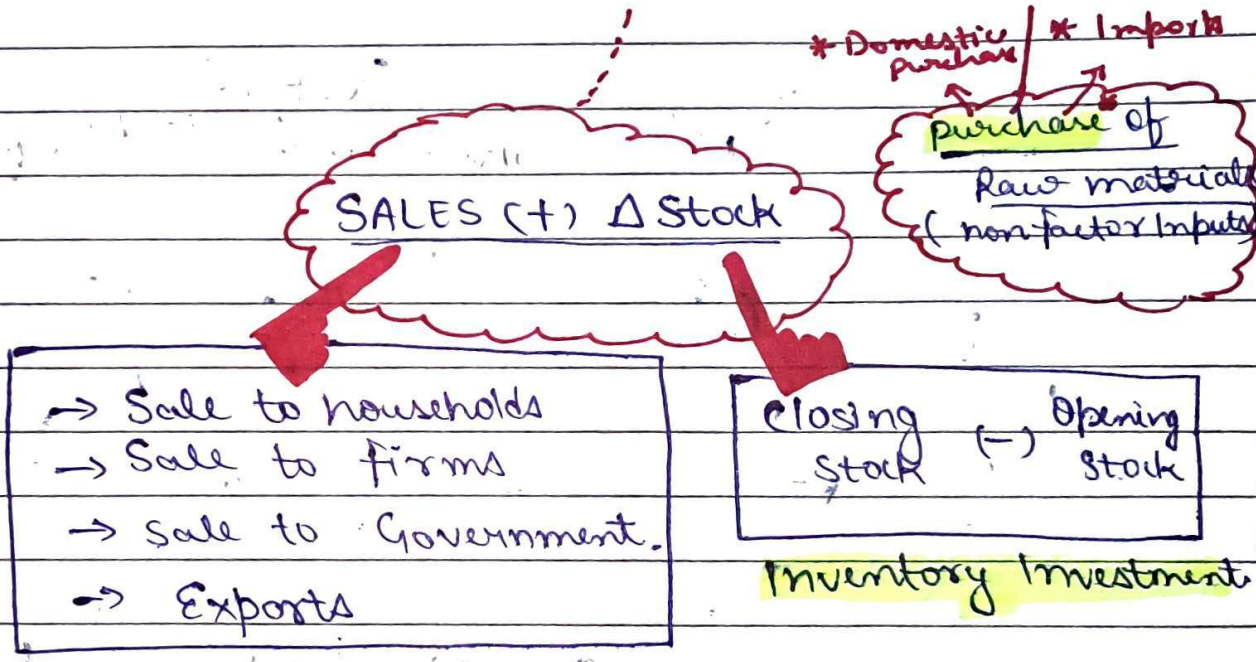 * Domestic
purchase
* Imports
purchase of
Raw materials
(non factor Inputs
SALES (+) Δ Stock
→ Sale to households
→ Sale to firms
→ Sale to Government.
→ Exports
Closing (-) Opening
Stock Stock
Inventory Investment